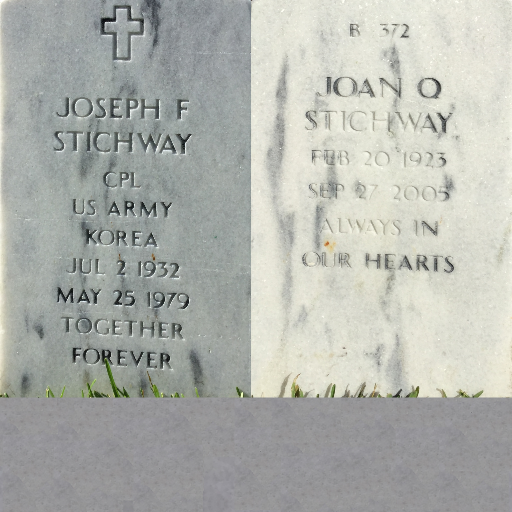 JOSEPH F
STICHWAY
CPL
US ARMY
KOREA
JUL 2 1932
MAY 25 1979
TOGETHER
FOREVER
B 372
JOAN Q
STICHWAY
FEB 20 1923
SEP 27 2005
ALWAYS IN
OUR HEARTS